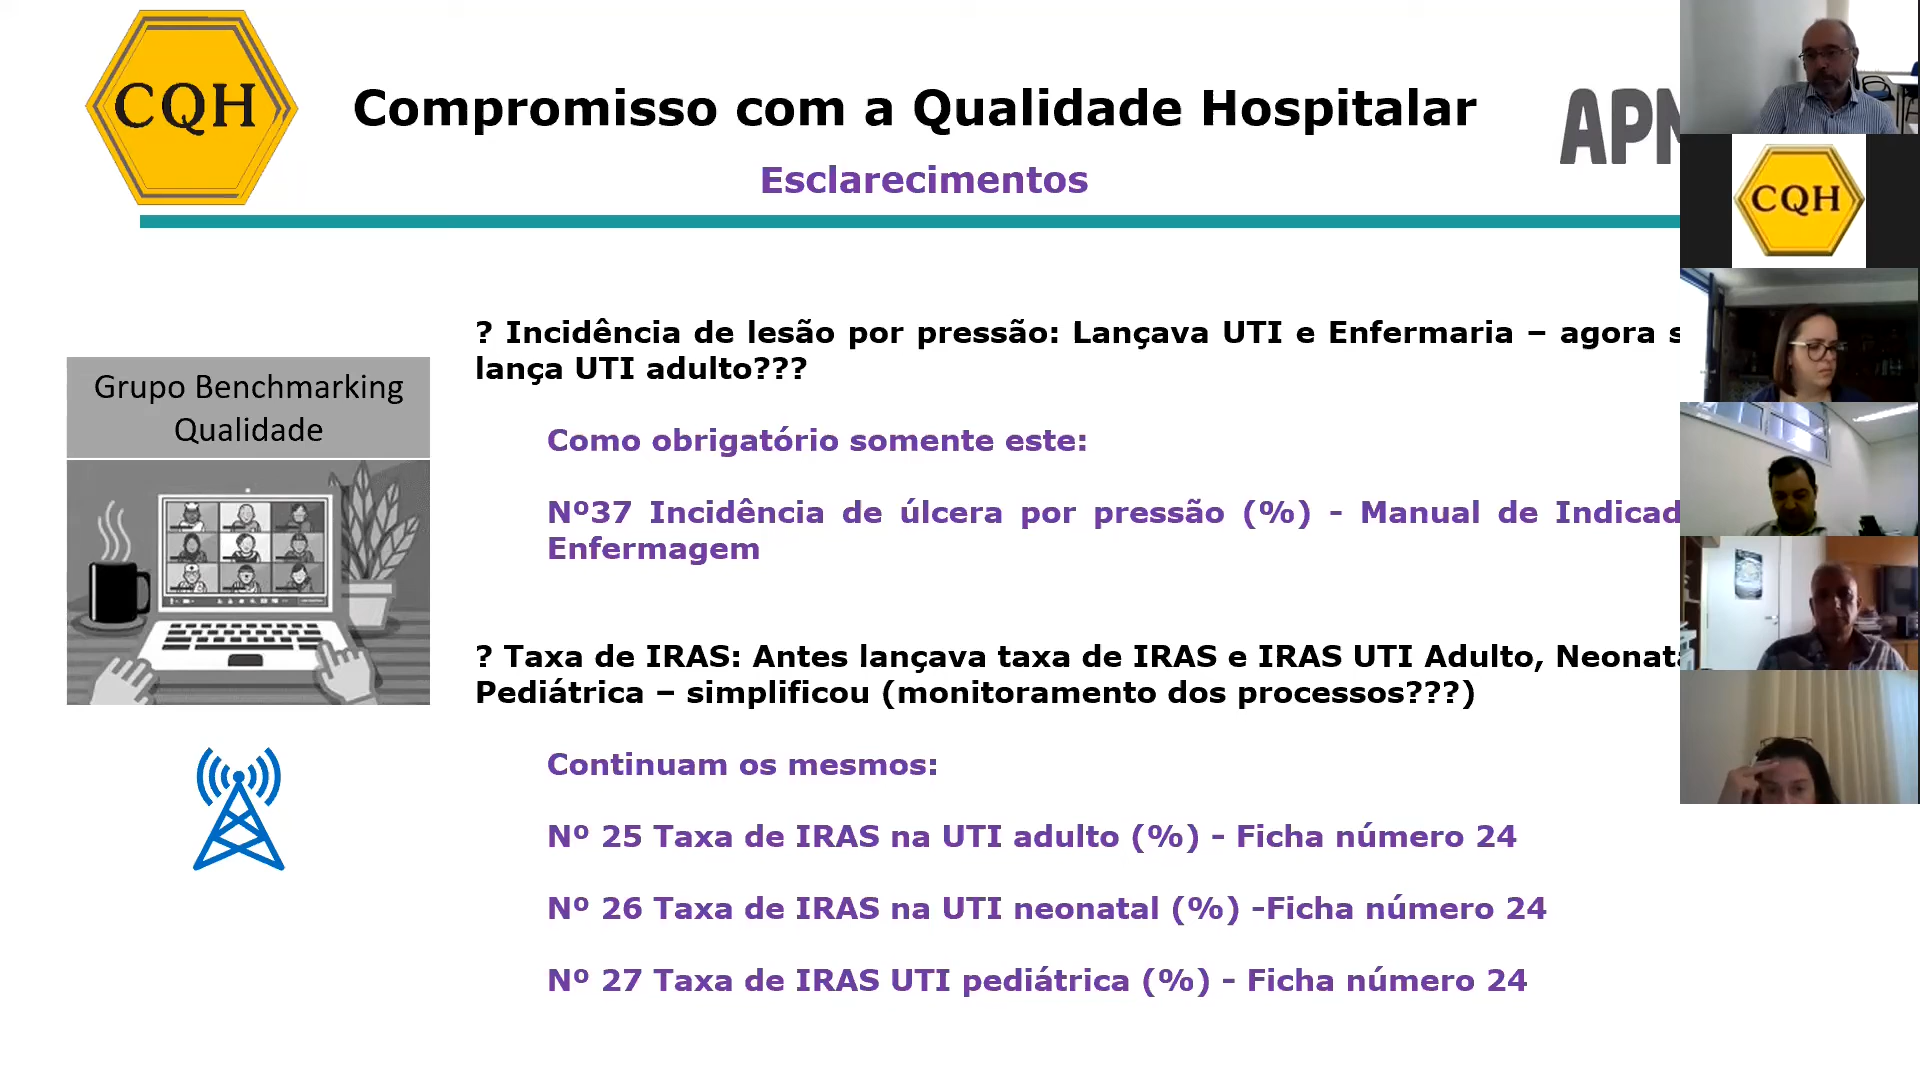 CQH
Compromisso com a Qualidade Hospitalar
Esclarecimentos
CQH
Grupo Benchmarking
Qualidade
? Incidência de lesão por pressão: Lançava UTI e Enfermaria – agora
lança UTI adulto???
Como obrigatório somente este:
Nº37 Incidência de úlcera por pressão (%) - Manual de
Enfermagem
? Taxa de IRAS: Antes lançava taxa de IRAS e IRAS UTI Adulto,
Pediátrica – simplificou (monitoramento dos processos???)
Continuam os mesmos:
Nº 25 Taxa de IRAS na UTI adulto (%) - Ficha número 24
Nº 26 Taxa de IRAS na UTI neonatal (%) -Ficha número 24
Nº 27 Taxa de IRAS UTI pediátrica (%) - Ficha número 24